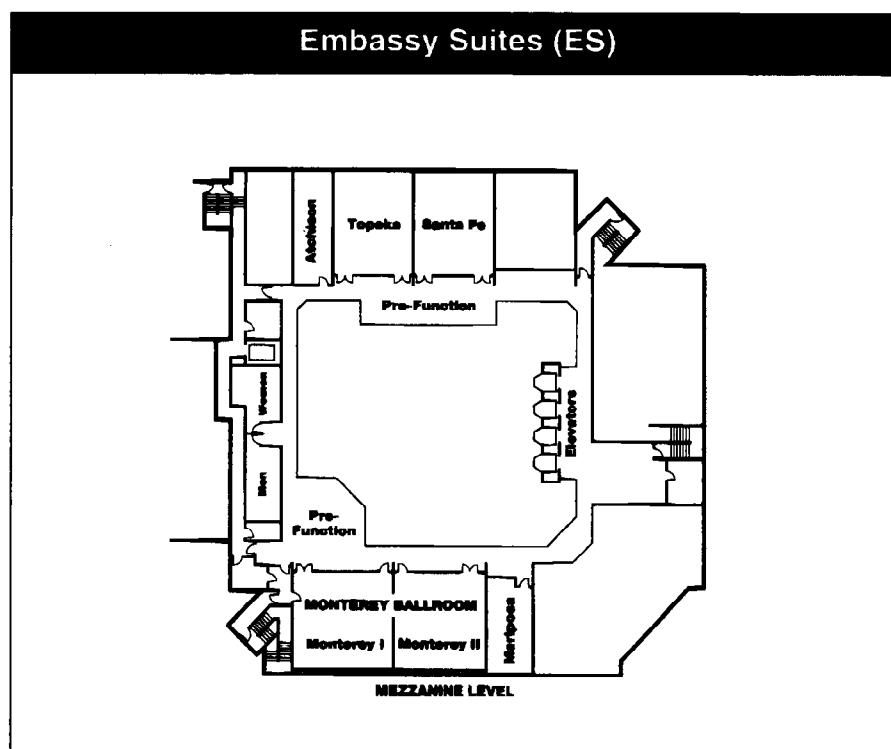 Embassy Suites (ES)
Atchison
Topeka
Santa Fe
Pre-Function
Women
Elevators
Men
Pre-
Function
MONTEREY BALLROOM
Monterey I
Monterey II
Mariposa
MEZZANINE LEVEL